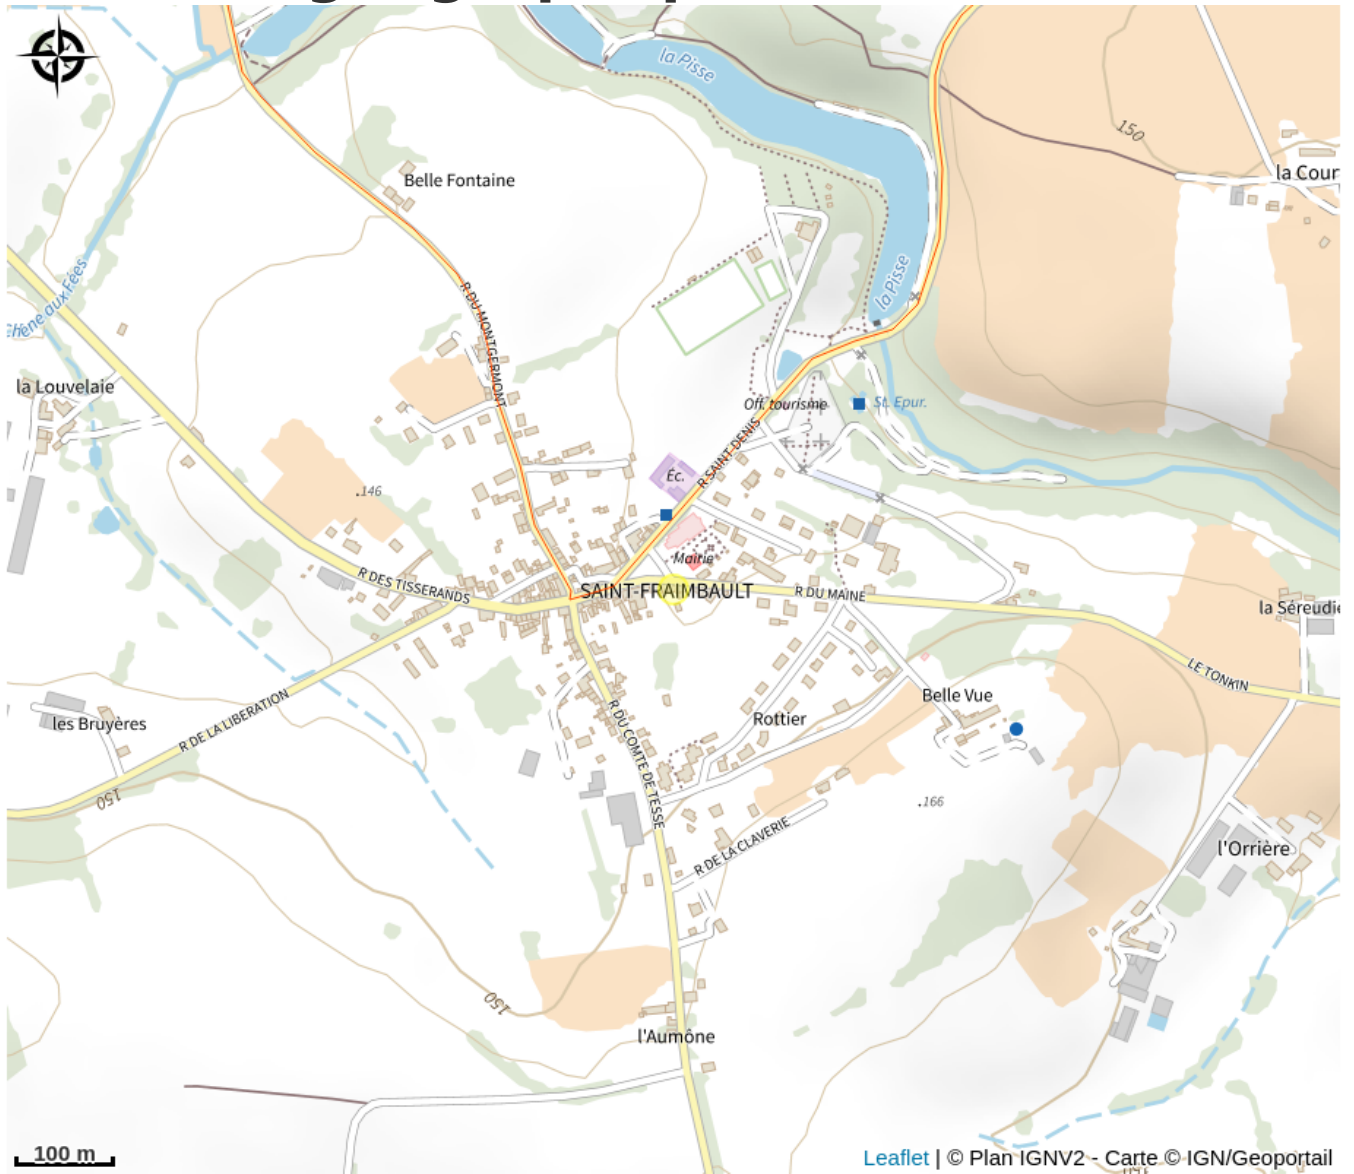 la Pisse
150
la Cour
Belle Fontaine
la Pisse
Chêne aux Fées
R DU MONTGERMONT
la Louvelaie
Off. tourisme
St. Epur.
R SAINT-DENIS
Éc.
.146
Mairie
R DES TISSERANDS
SAINT-FRAIMBAULT
R DU MAINE
la Séreudie
LE TONKIN
Belle Vue
R DE LA LIBERATION
les Bruyères
R DU COMTE DE TESSE
Rottier
150
.166
R DE LA CLAVERIE
l'Orrière
150
l'Aumône
100 m
Leaflet | © Plan IGNV2 - Carte © IGN/Geoportail